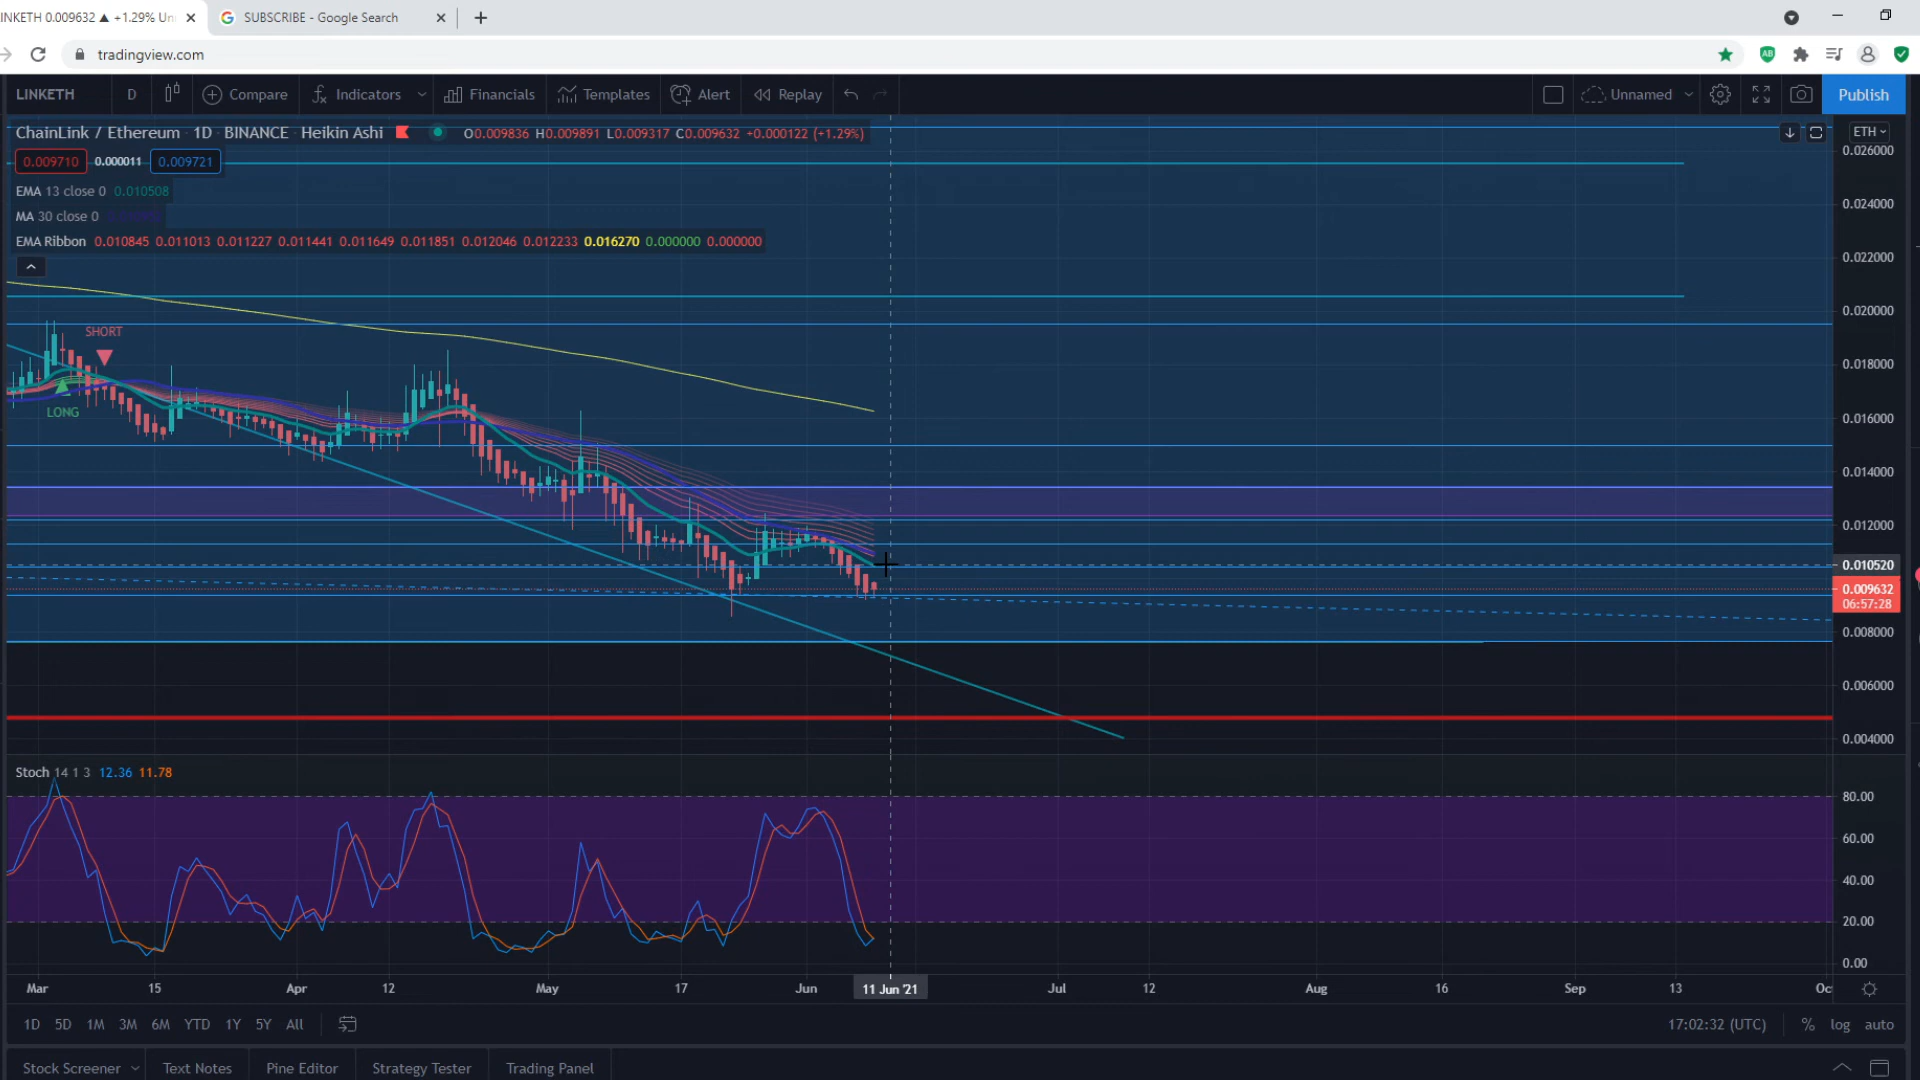 INKETH 0.009632 ▲ +1.29% Un
SUBSCRIBE - Google Search
tradingview.com
LINKETH D Compare Indicators Financials Templates Alert Replay Unnamed Publish
ChainLink / Ethereum · 1D · BINANCE · Heikin Ashi O0.009836 H0.009891 L0.009317 C0.009632 +0.000122 (+1.29%)
ETH
0.009710 0.000011 0.009721
EMA 13 close 0 0.010508
MA 30 close 0
EMA Ribbon 0.010845 0.011013 0.011227 0.011441 0.011649 0.011851 0.012046 0.012233 0.016270 0.000000 0.000000
0.026000
0.024000
0.022000
0.020000
0.018000
0.016000
0.014000
0.012000
0.010520
0.009632
06:57:28
0.008000
0.006000
0.004000
SHORT
LONG
Stoch 14 1 3 12.36 11.78
80.00
60.00
40.00
20.00
0.00
Mar 15 Apr 12 May 17 Jun 11 Jun '21 Jul 12 Aug 16 Sep 13 Oc
1D 5D 1M 3M 6M YTD 1Y 5Y All 17:02:32 (UTC) % log auto
Stock Screener Text Notes Pine Editor Strategy Tester Trading Panel